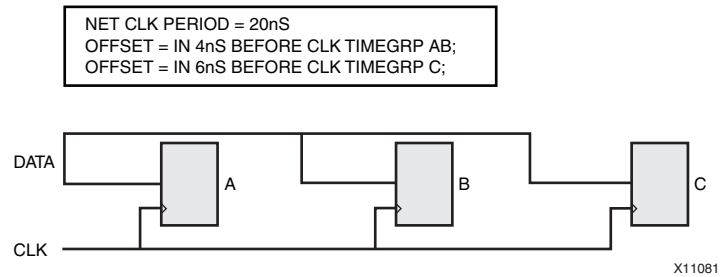 NET CLK PERIOD = 20nS
OFFSET = IN 4nS BEFORE CLK TIMEGRP AB;
OFFSET = IN 6nS BEFORE CLK TIMEGRP C;
DATA
A
B
C
CLK
X11081